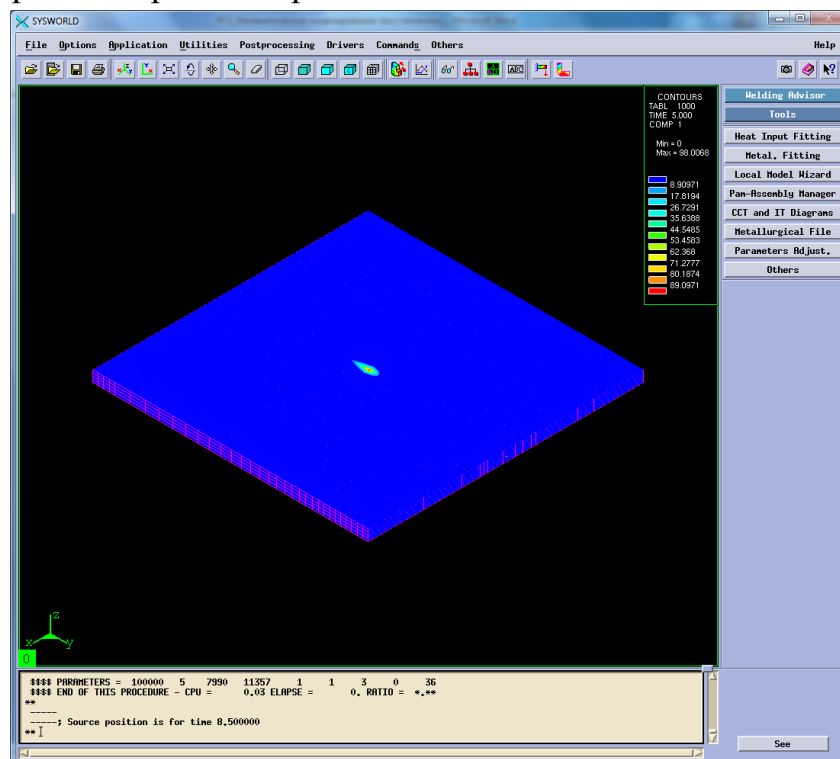 SYSWORLD
File Options Application Utilities Postprocessing Drivers Commands Others Help
Welding Advisor
Tools
Heat Input Fitting
Metal. Fitting
Local Model Wizard
Pam-Assembly Manager
CCT and IT Diagrams
Metallurgical File
Parameters Adjust.
Others
CONTOURS
TABL 1000
TIME 5.000
COMP 1
Min = 0
Max = 98.0068
8.90971
17.8194
26.7291
35.6388
44.5485
53.4583
62.368
71.2777
80.1874
89.0971
z
x y
0
$$$$ PARAMETERS = 100000 5 7990 11357 1 1 3 0 36
$$$$ END OF THIS PROCEDURE - CPU = 0.03 ELAPSE = 0. RATIO = *.**
**
-----
-----; Source position is for time 8.500000
**
See